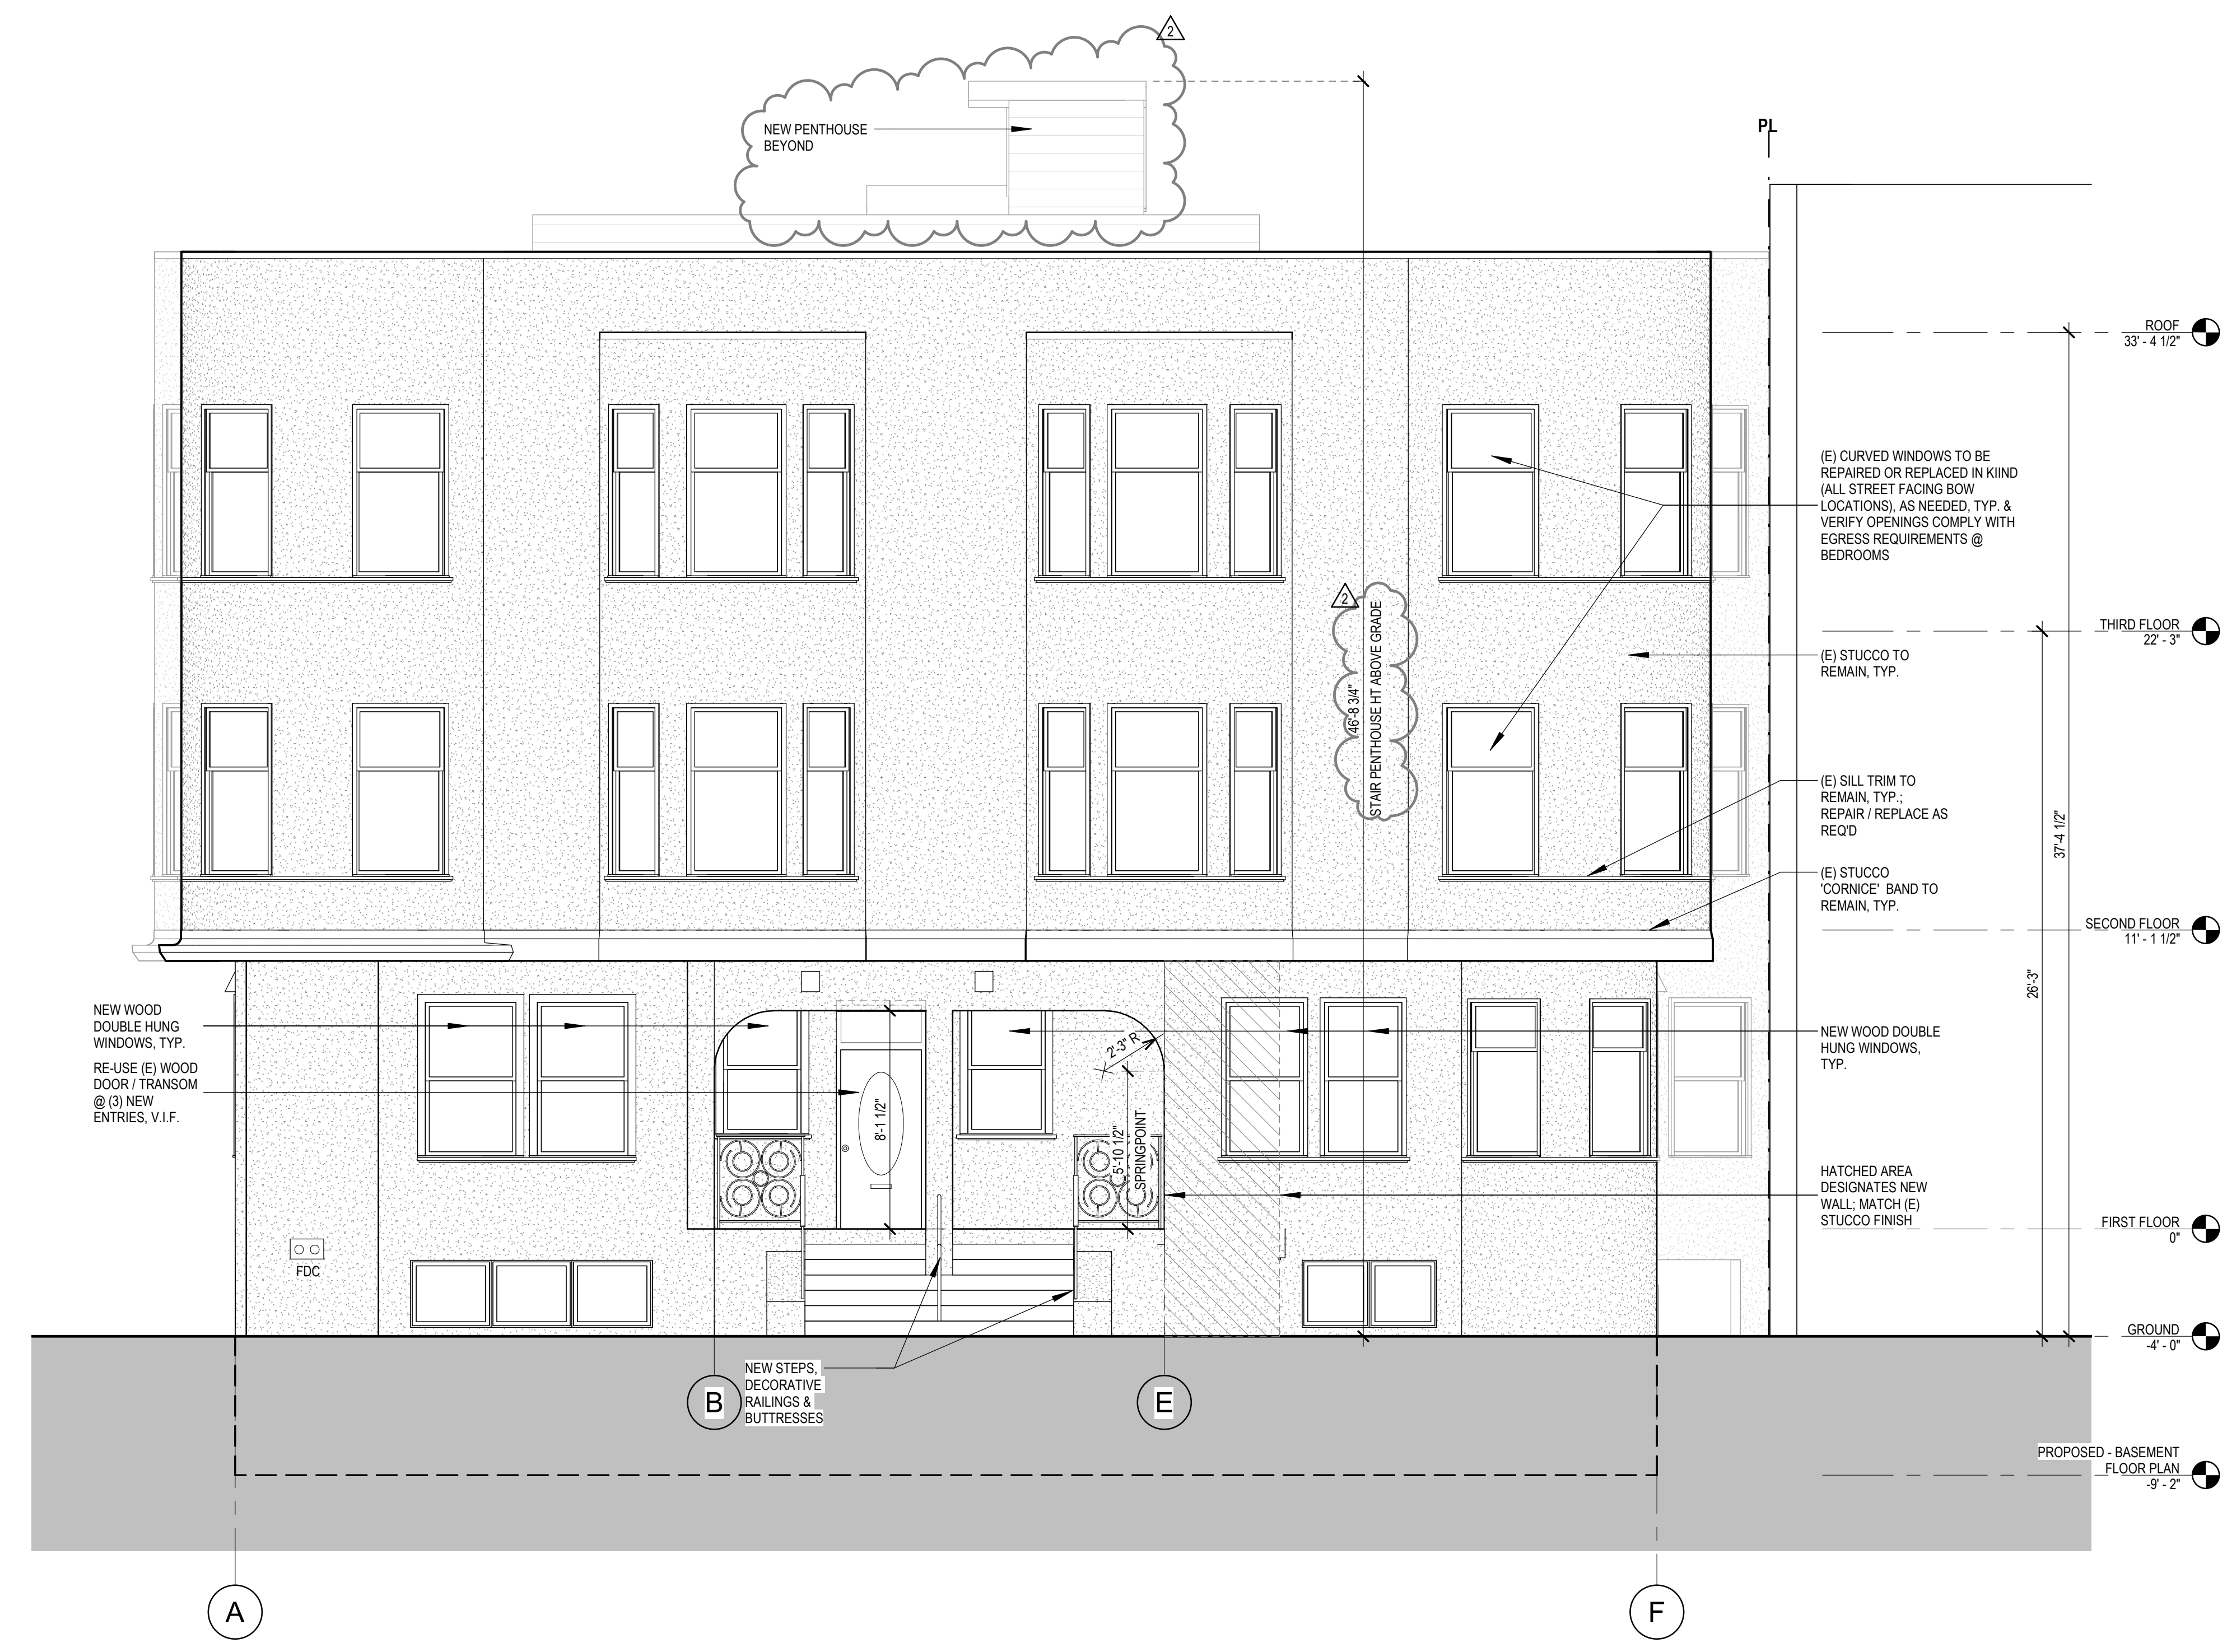 2
NEW PENTHOUSE
BEYOND
PL
ROOF
33' - 4 1/2"
(E) CURVED WINDOWS TO BE
REPAIRED OR REPLACED IN KIIND
(ALL STREET FACING BOW
LOCATIONS), AS NEEDED, TYP. &
VERIFY OPENINGS COMPLY WITH
EGRESS REQUIREMENTS @
BEDROOMS
2
46'-8 3/4"
STAIR PENTHOUSE HT ABOVE GRADE
THIRD FLOOR
22' - 3"
(E) STUCCO TO
REMAIN, TYP.
(E) SILL TRIM TO
REMAIN, TYP.;
REPAIR / REPLACE AS
REQ'D
37'-4 1/2"
(E) STUCCO
'CORNICE' BAND TO
REMAIN, TYP.
SECOND FLOOR
11' - 1 1/2"
26'-3"
NEW WOOD
DOUBLE HUNG
WINDOWS, TYP.
RE-USE (E) WOOD
DOOR / TRANSOM
@ (3) NEW
ENTRIES, V.I.F.
8'-1 1/2"
2'-3" R
5'-10 1/2"
SPRINGPOINT
NEW WOOD DOUBLE
HUNG WINDOWS,
TYP.
HATCHED AREA
DESIGNATES NEW
WALL; MATCH (E)
STUCCO FINISH
FIRST FLOOR
0"
FDC
GROUND
-4' - 0"
NEW STEPS,
DECORATIVE
RAILINGS &
BUTTRESSES
B
E
PROPOSED - BASEMENT
FLOOR PLAN
-9' - 2"
A
F